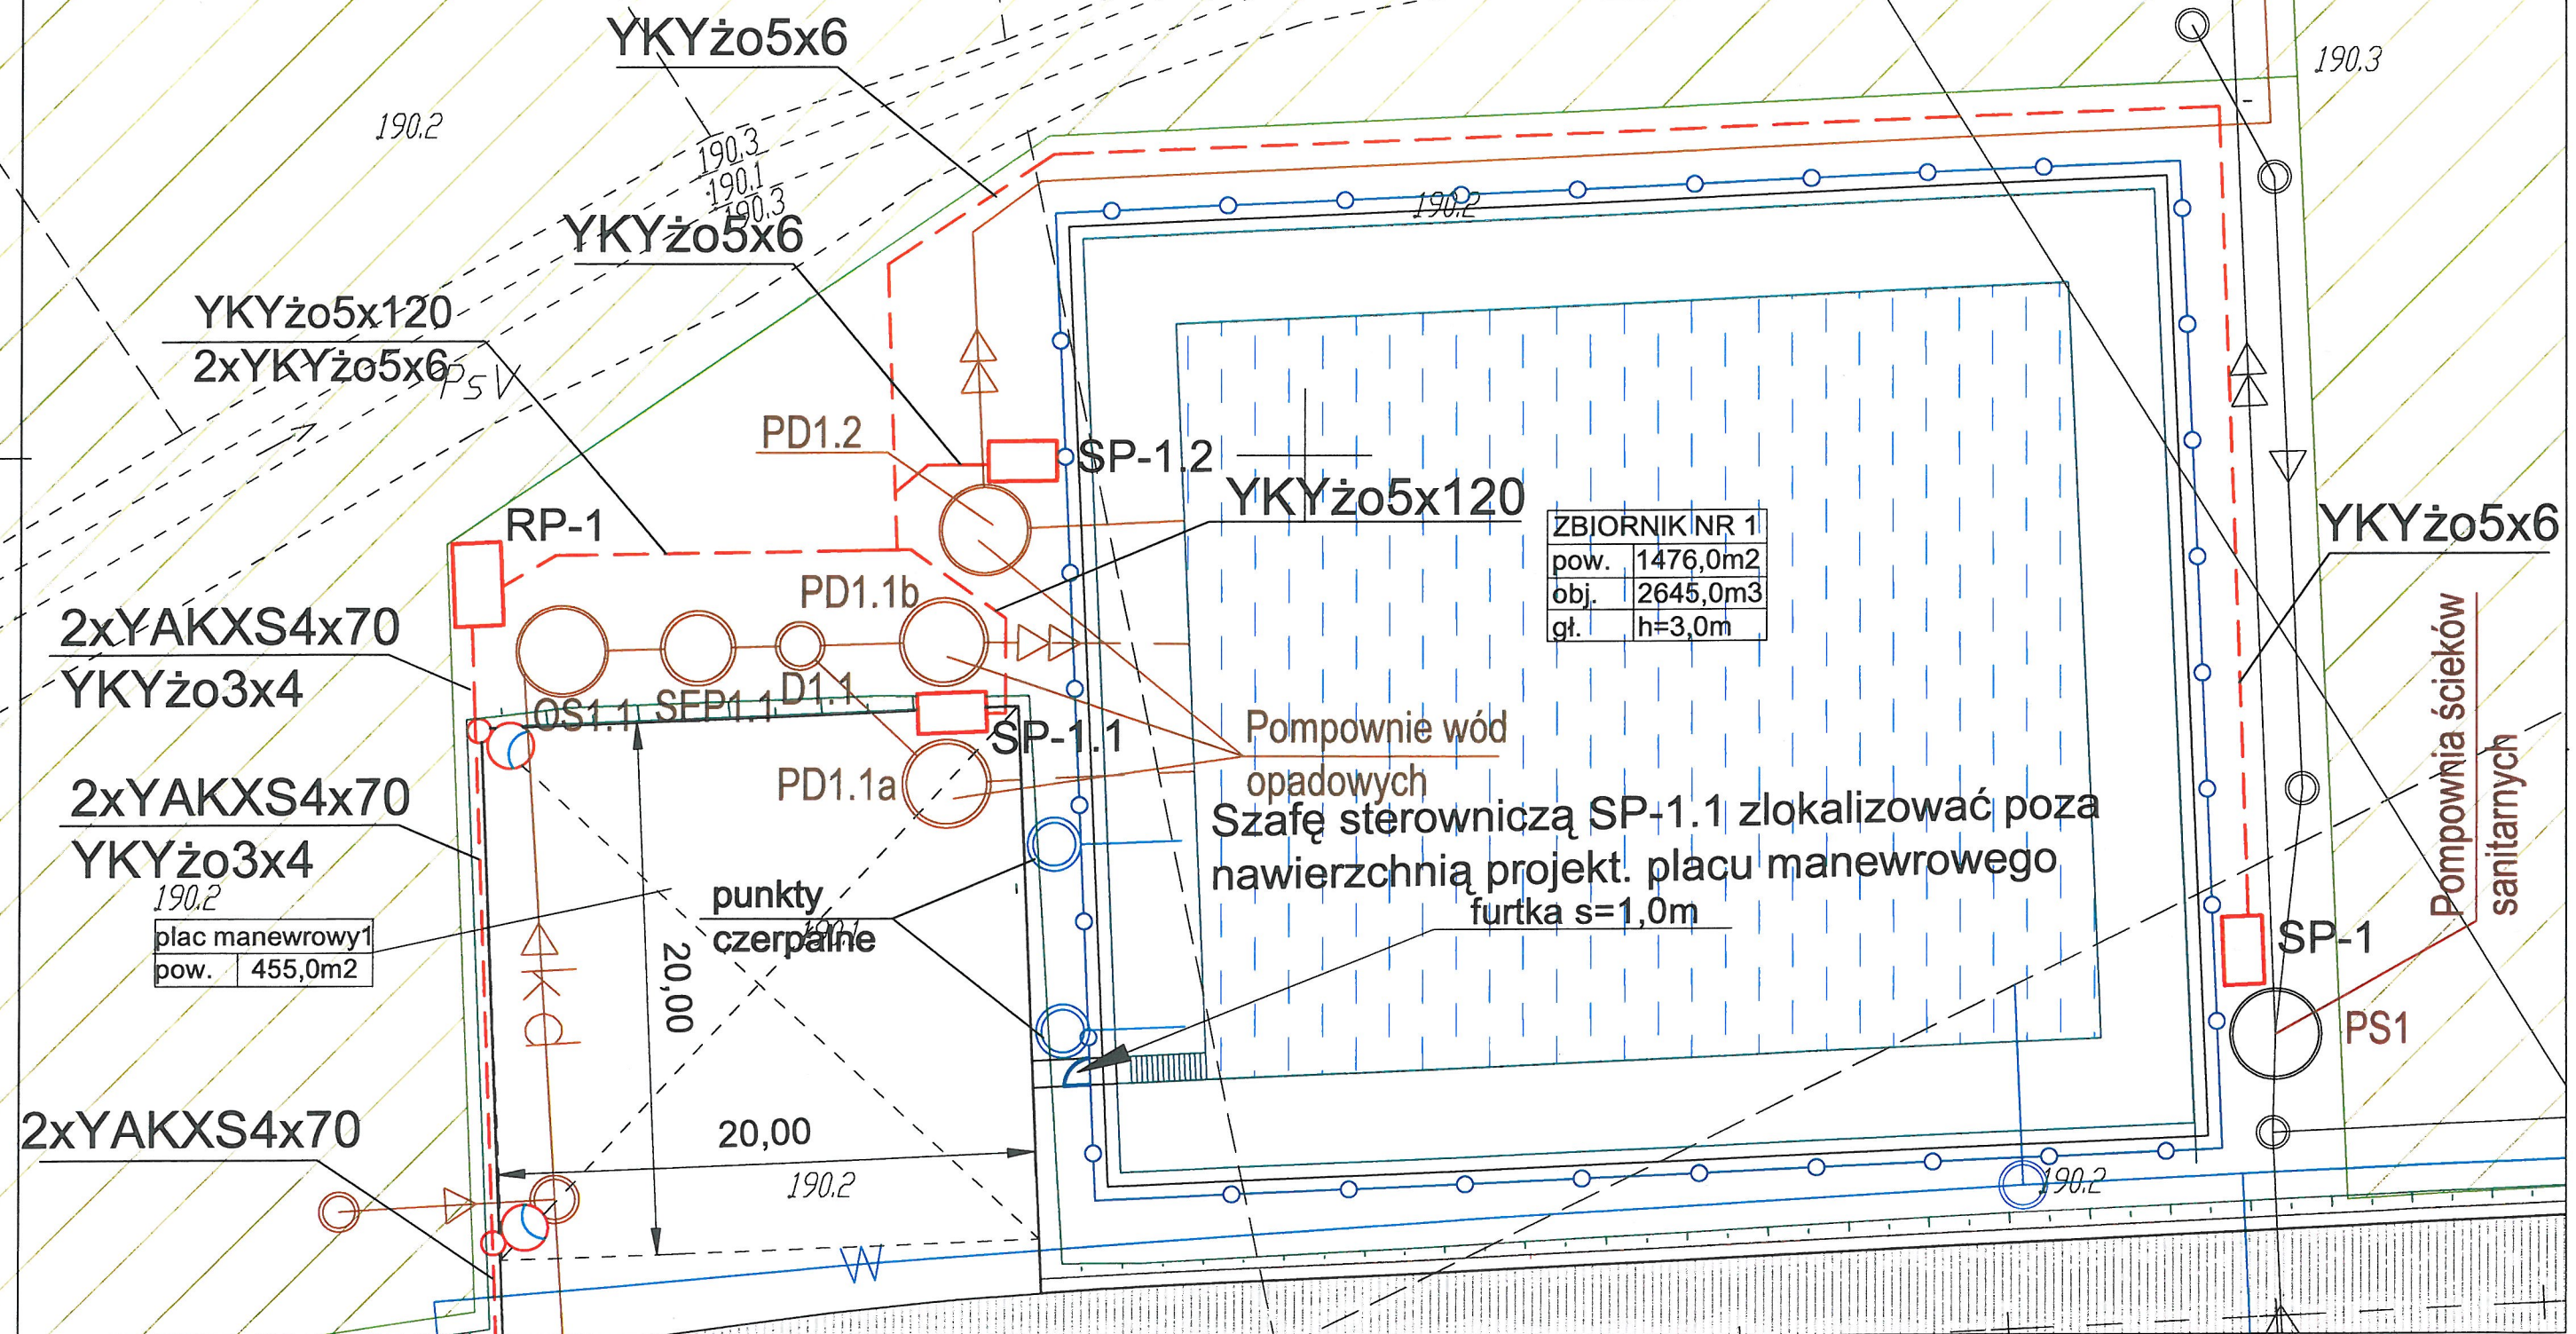 YKYżo5x6
190.3
190.2
190.3
190.1
190.3
190.2
YKYżo5x6
YKYżo5x120
2xYKYżo5x6
PsV
PD1.2
SP-1.2
YKYżo5x120
RP-1
ZBIORNIK NR 1
pow. 1476,0m2
obj. 2645,0m3
gł. h=3,0m
YKYżo5x6
PD1.1b
2xYAKXS4x70
YKYżo3x4
OS1.1
SEP1.1
D1.1
SP-1.1
Pompownie wód
opadowych
Pompownia ścieków
sanitarnych
PD1.1a
2xYAKXS4x70
YKYżo3x4
Szafę sterowniczą SP-1.1 zlokalizować poza
nawierzchnią projekt. placu manewrowego
190.2
punkty
czerpalne
furtka s=1,0m
plac manewrowy1
pow. 455,0m2
20,00
SP-1
PS1
kd
2xYAKXS4x70
20,00
190.2
190.2
W